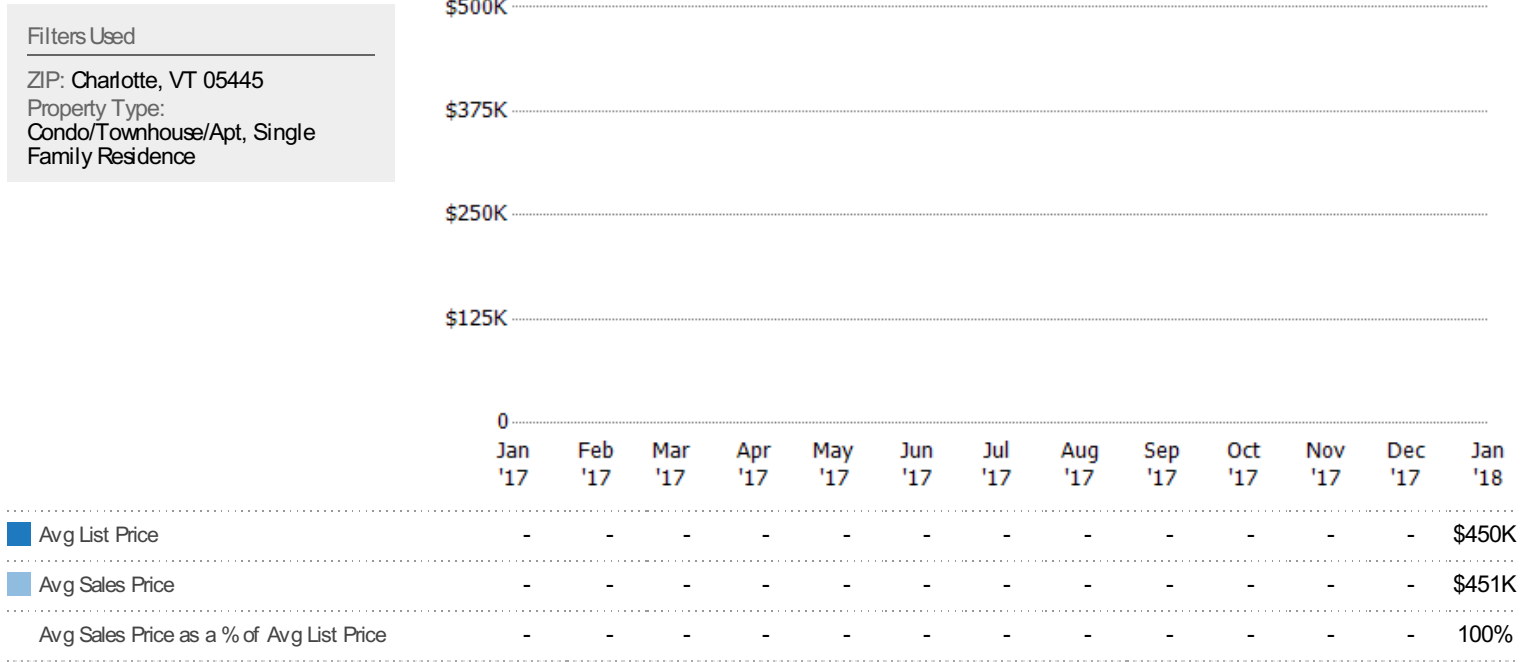 Filters Used
ZIP: Charlotte, VT 05445
Property Type:
Condo/Townhouse/Apt, Single
Family Residence
$500K
$375K
$250K
$125K
0
Jan Feb Mar Apr May Jun Jul Aug Sep Oct Nov Dec Jan
'17 '17 '17 '17 '17 '17 '17 '17 '17 '17 '17 '17 '18
Avg List Price - - - - - - - - - - - - $450K
Avg Sales Price - - - - - - - - - - - - $451K
Avg Sales Price as a % of Avg List Price - - - - - - - - - - - - 100%